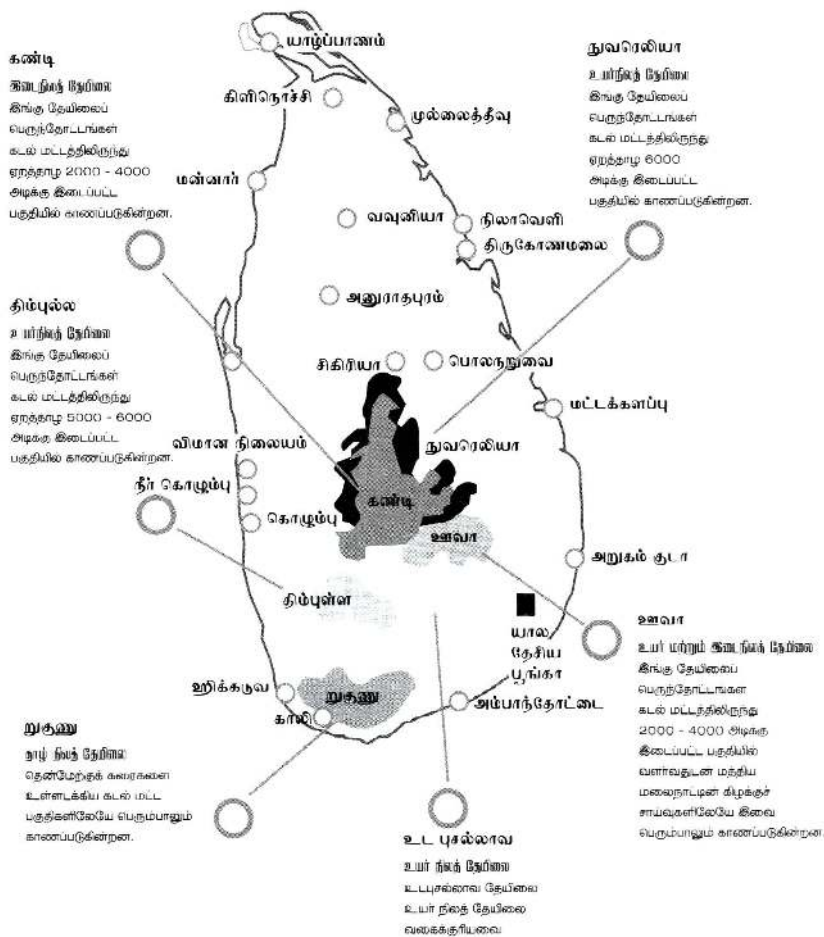 கண்டி
இடைநிலத் தேயிலை
இங்கு தேயிலைப்
பெருந்தோட்டங்கள்
கடல் மட்டத்திலிருந்து
ஏறத்தாழ 2000 - 4000
அடிக்கு இடைப்பட்ட
பகுதியில் காணப்படுகின்றன.
யாழ்ப்பாணம்
கிளிநொச்சி
முல்லைத்தீவு
மன்னார்
வவுனியா
நிலாவெளி
திருகோணமலை
அனுராதபுரம்
சிகிரியா
பொலநறுவை
மட்டக்களப்பு
நுவரெலியா
உயர்நிலத் தேயிலை
இங்கு தேயிலைப்
பெருந்தோட்டங்கள்
கடல் மட்டத்திலிருந்து
ஏறத்தாழ 6000
அடிக்கு இடைப்பட்ட
பகுதியில் காணப்படுகின்றன.
திம்புல்ல
உயர்நிலத் தேயிலை
இங்கு தேயிலைப்
பெருந்தோட்டங்கள்
கடல் மட்டத்திலிருந்து
ஏறத்தாழ 5000 - 6000
அடிக்கு இடைப்பட்ட
பகுதியில் காணப்படுகின்றன.
விமான நிலையம்
நுவரெலியா
நீர் கொழும்பு
கண்டி
கொழும்பு
ஊவா
அறுகம் குடா
திம்புள்ள
யால
தேசிய
பூங்கா
ஹிக்கடுவ
றுகுணு
காலி
அம்பாந்தோட்டை
ஊவா
உயர் மற்றும் இடைநிலத் தேயிலை
இங்கு தேயிலைப்
பெருந்தோட்டங்கள
கடல் மட்டத்திலிருந்து
2000 - 4000 அடிக்கு
இடைப்பட்ட பகுதியில்
வளர்வதுடன் மத்திய
மலைநாட்டின் கிழக்குச்
சாய்வுகளிலேயே இவை
பெரும்பாலும் காணப்படுகின்றன.
றுகுணு
தாழ் நிலத் தேயிலை
தென்மேற்குக் கரைகளை
உள்ளடக்கிய கடல் மட்ட
பகுதிகளிலேயே பெரும்பாலும்
காணப்படுகின்றன.
உட புசல்லாவ
உயர் நிலத் தேயிலை
உடபுசல்லாவ தேயிலை
உயர் நிலத் தேயிலை
வகைக்குரியவை